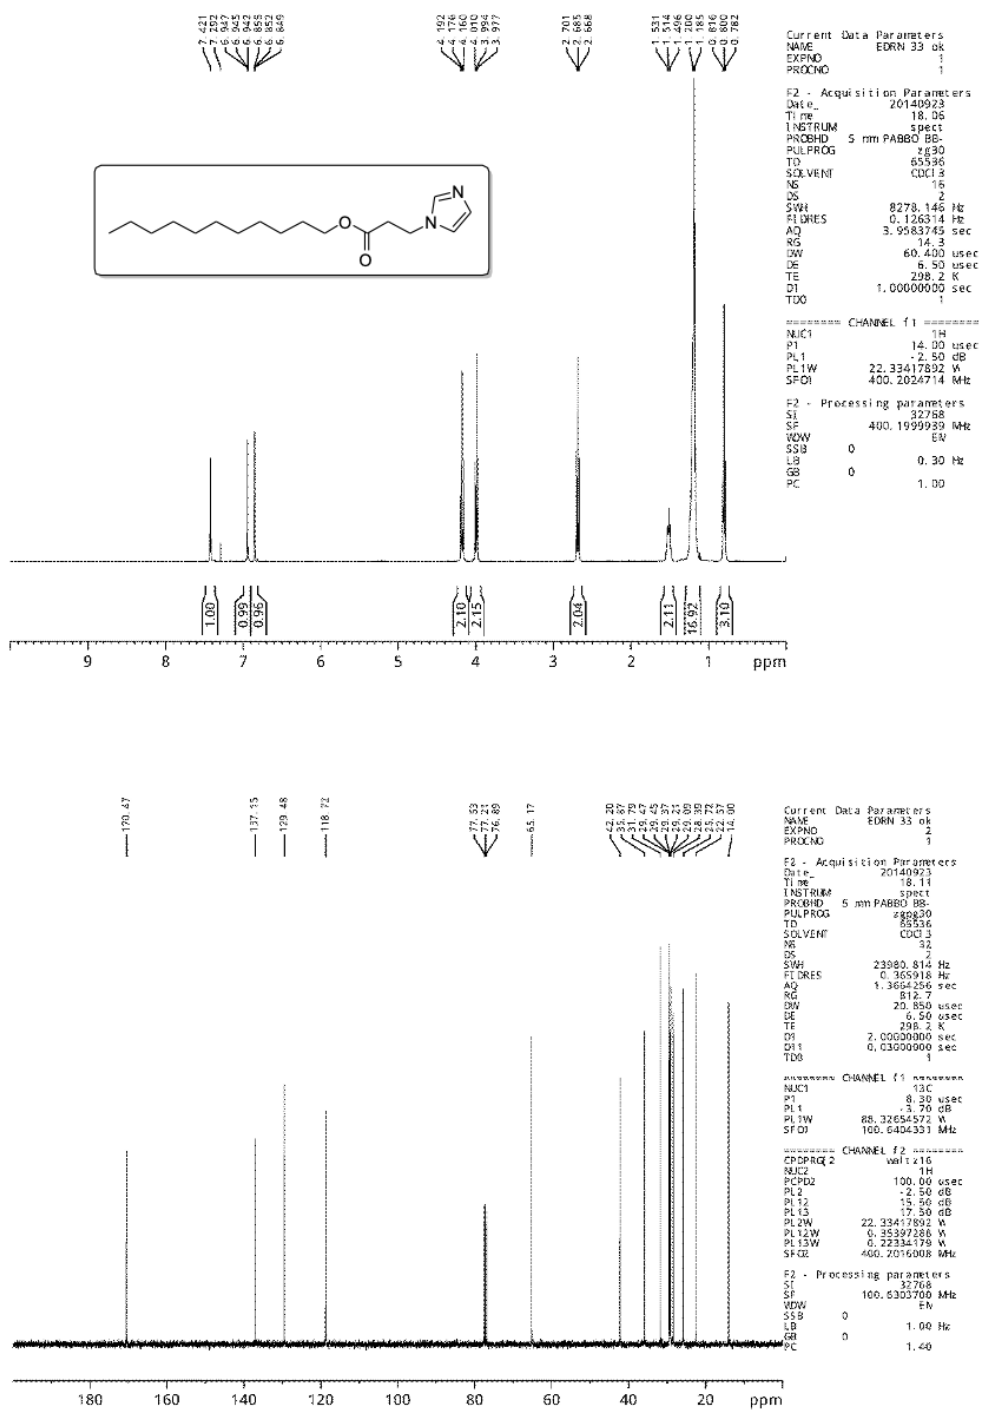 7.421
7.292
6.947
6.945
6.942
6.855
6.852
6.849
4.192
4.176
4.160
4.010
3.994
3.977
2.701
2.685
2.668
1.531
1.514
1.496
1.200
1.185
0.816
0.800
0.782
Current Data Parameters
NAME EDRN 33 ok
EXPNO 1
PROCNO 1
F2 - Acquisition Parameters
Date_ 20140923
Time 18.06
INSTRUM spect
PROBHD 5 mm PABBO BB-
PULPROG zg30
TD 65536
SOLVENT CDCl3
NS 16
DS 2
SWH 8278.146 Hz
FIDRES 0.126314 Hz
AQ 3.9583745 sec
RG 14.3
DW 60.400 usec
DE 6.50 usec
TE 298.2 K
D1 1.00000000 sec
TD0 1
======== CHANNEL f1 ========
NUC1 1H
P1 14.00 usec
PL1 -2.50 dB
PL1W 22.33417892 W
SFO1 400.2024714 MHz
F2 - Processing parameters
SI 32768
SF 400.1999939 MHz
WDW EM
SSB 0
LB 0.30 Hz
GB 0
PC 1.00
O
O
N
N
1.00
0.99
0.96
2.10
2.15
2.04
2.11
16.92
3.10
9 8 7 6 5 4 3 2 1 ppm
170.47
137.15
129.48
118.72
77.53
77.21
76.89
65.17
42.20
35.87
31.79
29.47
29.45
29.37
29.21
29.09
28.39
25.72
22.57
14.00
Current Data Parameters
NAME EDRN 33 ok
EXPNO 2
PROCNO 1
F2 - Acquisition Parameters
Date_ 20140923
Time 18.11
INSTRUM spect
PROBHD 5 mm PABBO BB-
PULPROG zgpg30
TD 65536
SOLVENT CDCl3
NS 32
DS 2
SWH 23980.814 Hz
FIDRES 0.365918 Hz
AQ 1.3664256 sec
RG 812.7
DW 20.850 usec
DE 6.50 usec
TE 298.2 K
D1 2.00000000 sec
D11 0.03000000 sec
TD0 1
======== CHANNEL f1 ========
NUC1 13C
P1 8.30 usec
PL1 -3.70 dB
PL1W 88.32654572 W
SFO1 100.6404331 MHz
======== CHANNEL f2 ========
CPDPRG[2 waltz16
NUC2 1H
PCPD2 100.00 usec
PL2 -2.50 dB
PL12 15.50 dB
PL13 17.50 dB
PL2W 22.33417892 W
PL12W 0.35397288 W
PL13W 0.22334179 W
SFO2 400.2016008 MHz
F2 - Processing parameters
SI 32768
SF 100.6303700 MHz
WDW EM
SSB 0
LB 1.00 Hz
GB 0
PC 1.40
180 160 140 120 100 80 60 40 20 ppm